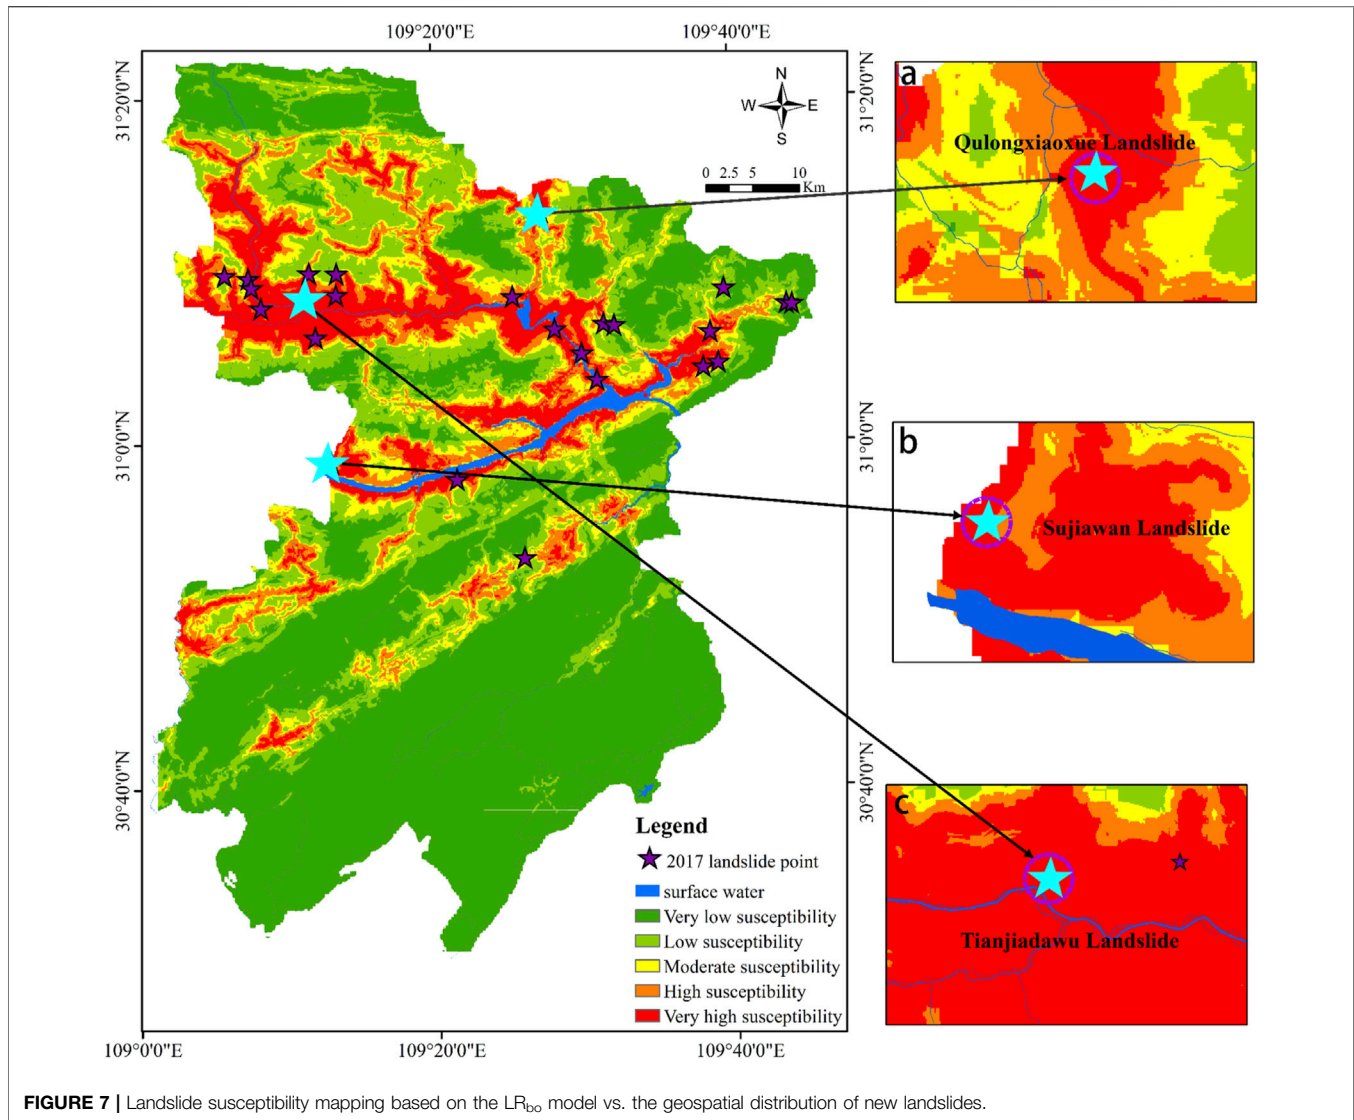 109°20'0"E
109°40'0"E
31°20'0"N
31°20'0"N
N
W
E
S
0 2.5 5 10
Km
a
Qulongxiaoxue Landslide
31°0'0"N
31°0'0"N
b
Sujiawan Landslide
30°40'0"N
30°40'0"N
c
Tianjiadawu Landslide
Legend
2017 landslide point
surface water
Very low susceptibility
Low susceptibility
Moderate susceptibility
High susceptibility
Very high susceptibility
109°0'0"E
109°20'0"E
109°40'0"E
FIGURE 7 | Landslide susceptibility mapping based on the LRbo model vs. the geospatial distribution of new landslides.